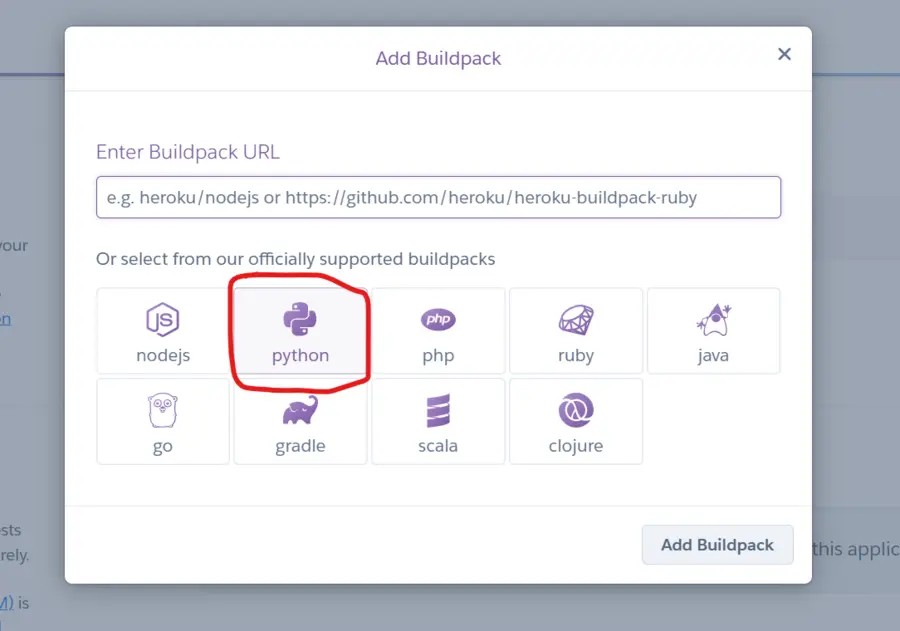 Add Buildpack
Enter Buildpack URL
e.g. heroku/nodejs or https://github.com/heroku/heroku-buildpack-ruby
your
Or select from our officially supported buildpacks
JS
php
nodejs
python
php
ruby
java
go
gradle
scala
clojure
Add Buildpack
this applic
ests
rely.
M) is